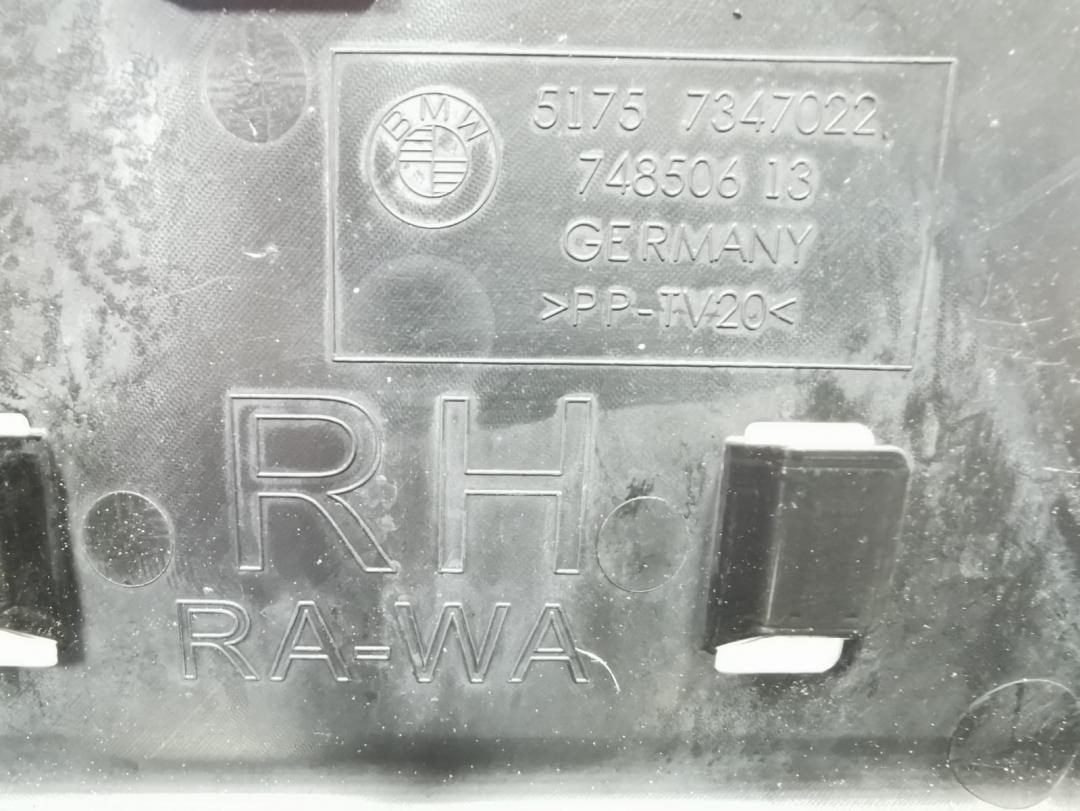 BMW
5175 7347022
748506 13
GERMANY
>PP-TV20<
RH
RA-WA